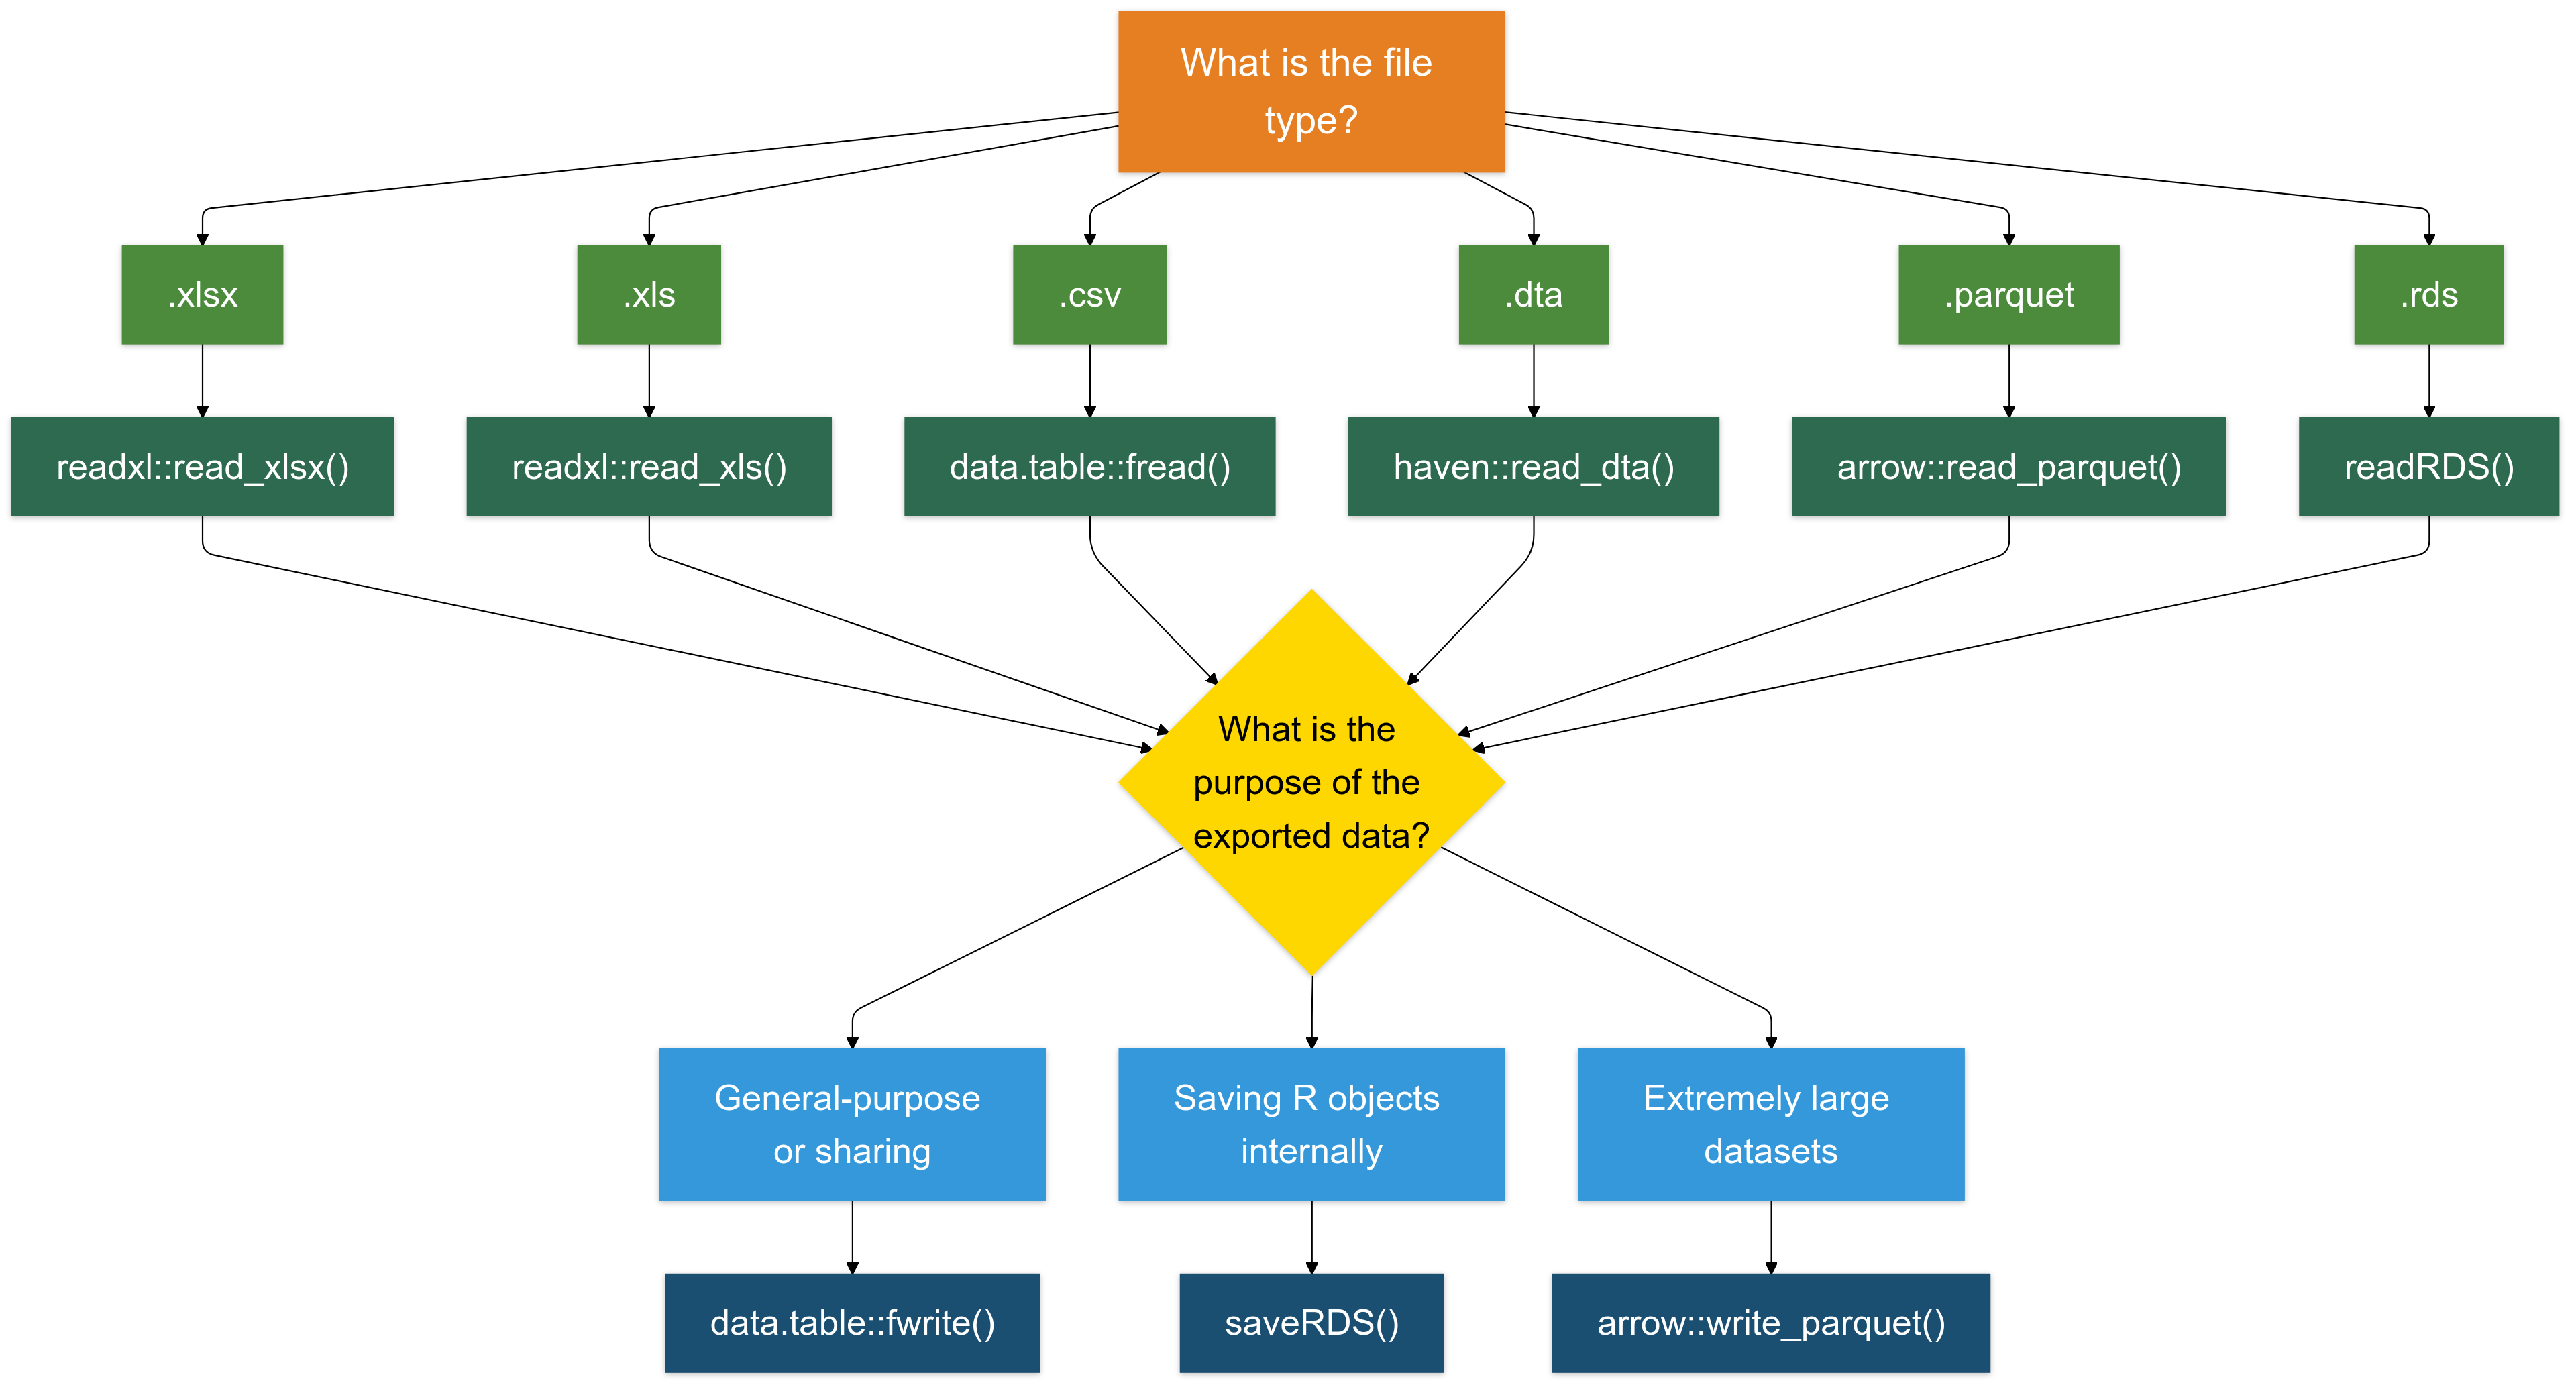 What is the file
type?
.xlsx
.xls
.csv
.dta
.parquet
.rds
readxl::read_xlsx()
readxl::read_xls()
data.table::fread()
haven::read_dta()
arrow::read_parquet()
readRDS()
What is the
purpose of the
exported data?
General-purpose
or sharing
Saving R objects
internally
Extremely large
datasets
data.table::fwrite()
saveRDS()
arrow::write_parquet()